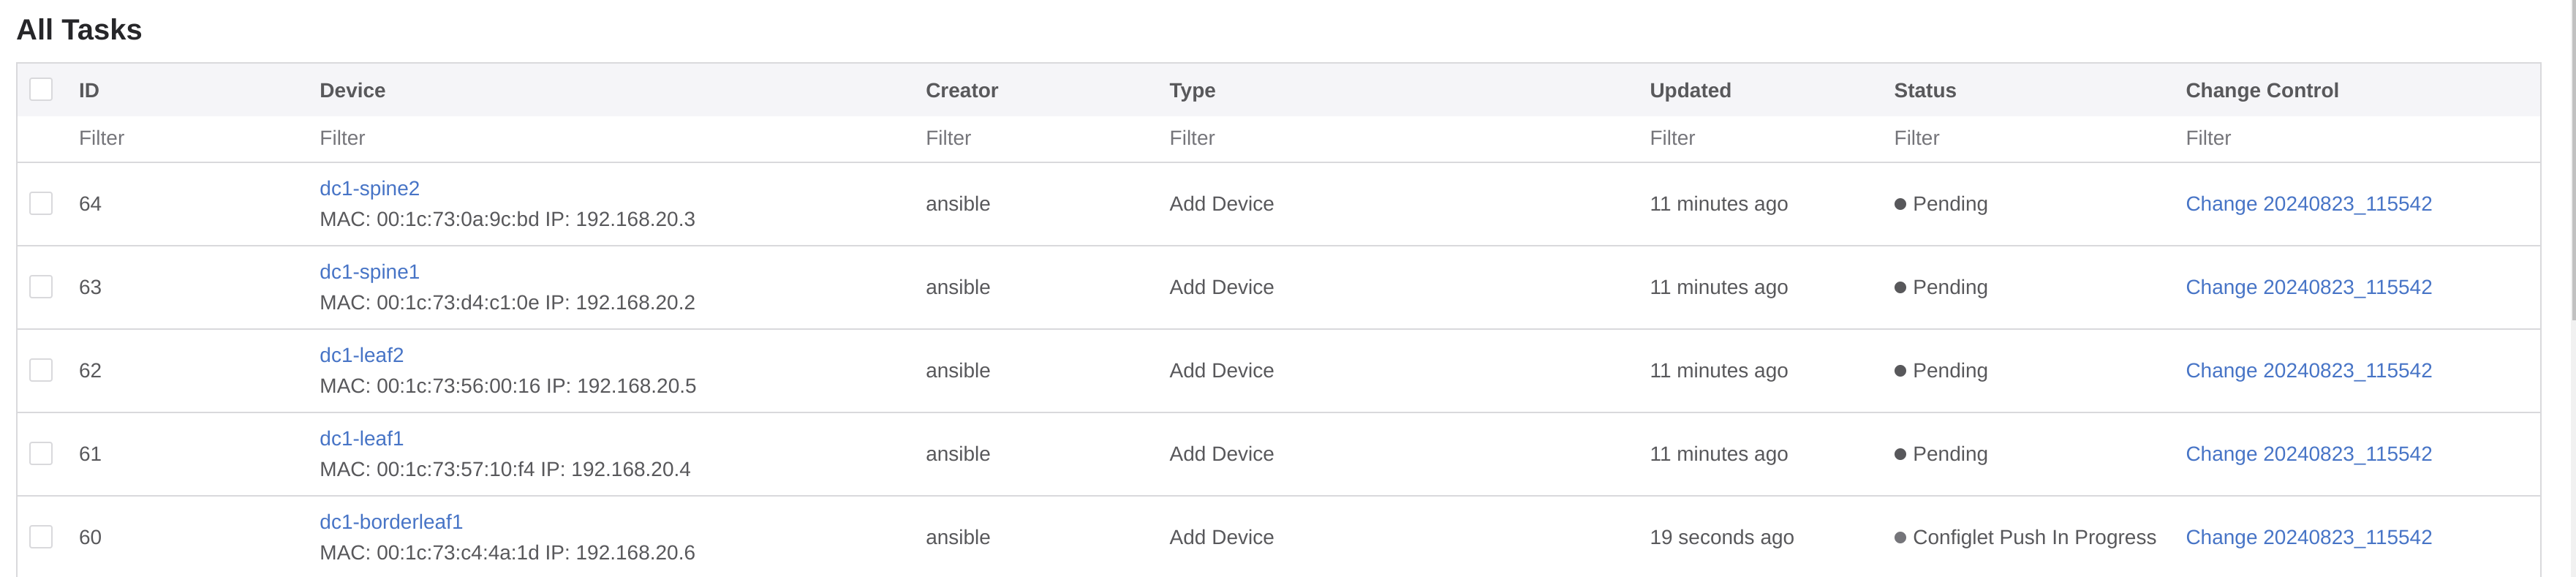 All Tasks
ID Device Creator Type Updated Status Change Control
Filter Filter Filter Filter Filter Filter Filter
dc1-spine2
64 ansible Add Device 11 minutes ago Pending Change 20240823_115542
MAC: 00:1c:73:0a:9c:bd IP: 192.168.20.3
dc1-spine1
63 ansible Add Device 11 minutes ago Pending Change 20240823_115542
MAC: 00:1c:73:d4:c1:0e IP: 192.168.20.2
dc1-leaf2
62 ansible Add Device 11 minutes ago Pending Change 20240823_115542
MAC: 00:1c:73:56:00:16 IP: 192.168.20.5
dc1-leaf1
61 ansible Add Device 11 minutes ago Pending Change 20240823_115542
MAC: 00:1c:73:57:10:f4 IP: 192.168.20.4
dc1-borderleaf1
60 ansible Add Device 19 seconds ago Configlet Push In Progress Change 20240823_115542
MAC: 00:1c:73:c4:4a:1d IP: 192.168.20.6